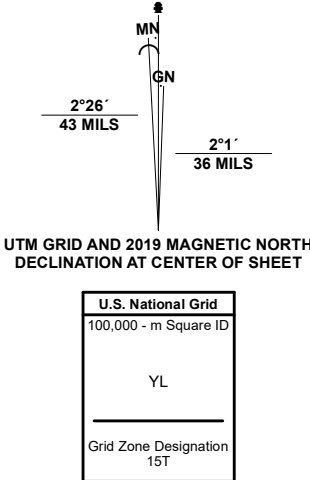 MN
GN
2°26´
43 MILS
2°1´
36 MILS
UTM GRID AND 2019 MAGNETIC NORTH
DECLINATION AT CENTER OF SHEET
U.S. National Grid
100,000 - m Square ID
YL
Grid Zone Designation
15T